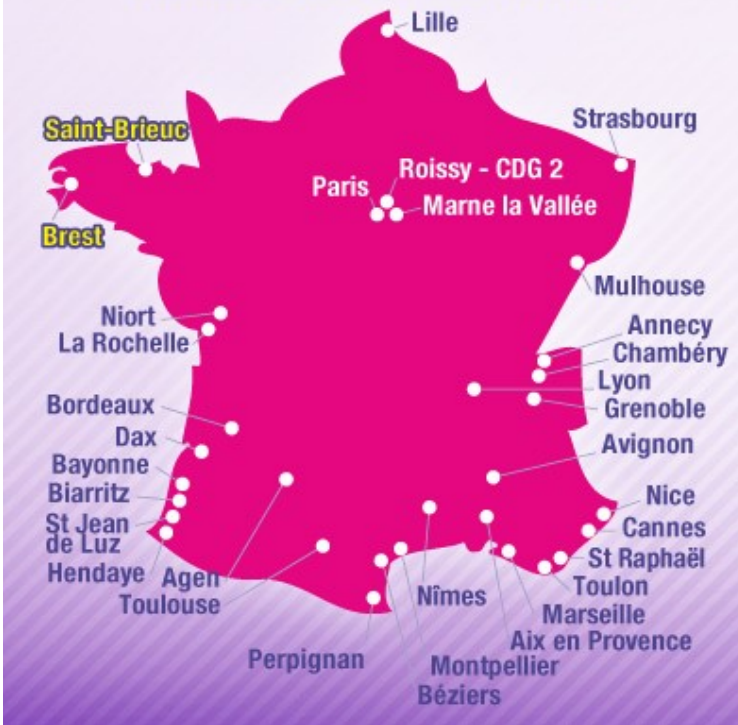 Lille
Strasbourg
Saint-Brieuc
Roissy - CDG 2
Paris
Marne la Vallée
Brest
Mulhouse
Niort
La Rochelle
Annecy
Chambéry
Lyon
Grenoble
Bordeaux
Dax
Avignon
Bayonne
Biarritz
St Jean
de Luz
Hendaye
Nice
Cannes
St Raphaël
Toulon
Marseille
Aix en Provence
Agen
Toulouse
Nîmes
Perpignan
Montpellier
Béziers